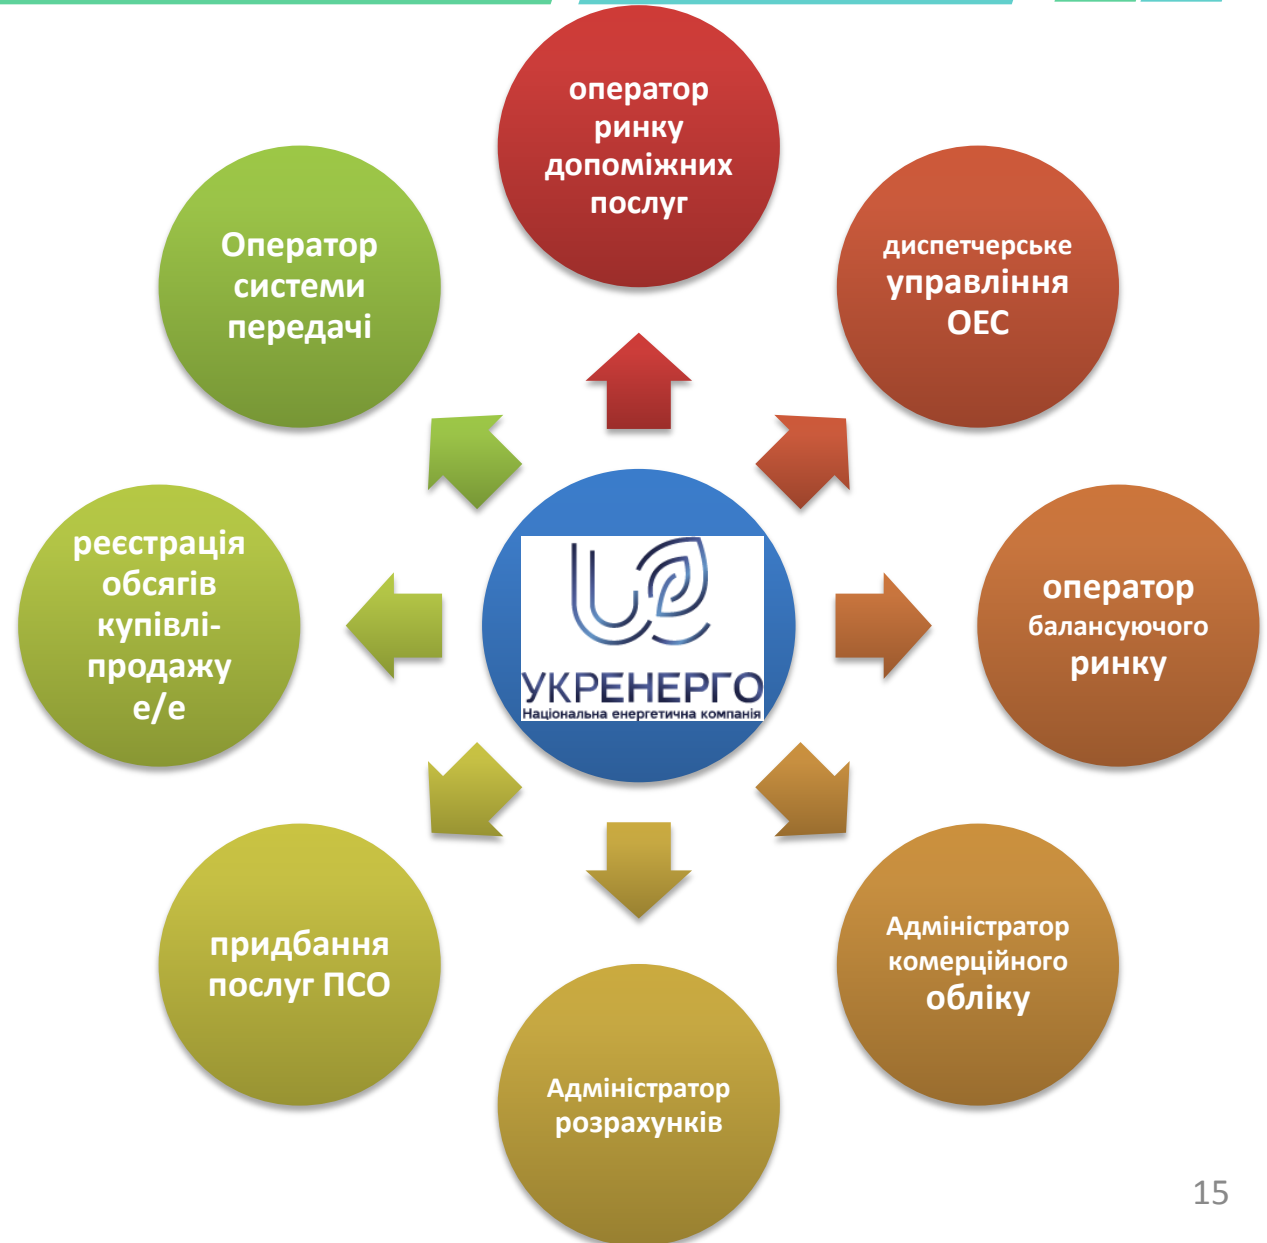 оператор
ринку
допоміжних
послуг
диспетчерське
управління
ОЕС
оператор
балансуючого
ринку
Адміністратор
комерційного
обліку
Адміністратор
розрахунків
придбання
послуг ПСО
реєстрація
обсягів
купівлі-
продажу
е/е
Оператор
системи
передачі
УКРЕНЕРГО
Національна енергетична компанія
15